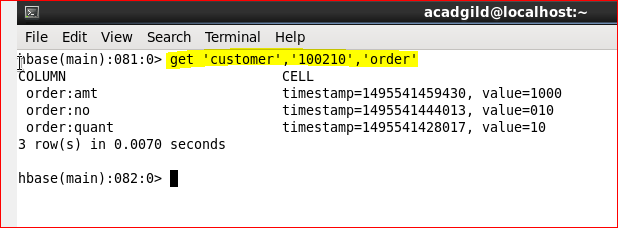 acadgild@localhost:~
File Edit View Search Terminal Help
hbase(main):081:0> get 'customer','100210','order'
COLUMN CELL
order:amt timestamp=1495541459430, value=1000
order:no timestamp=1495541444013, value=010
order:quant timestamp=1495541428017, value=10
3 row(s) in 0.0070 seconds
hbase(main):082:0>